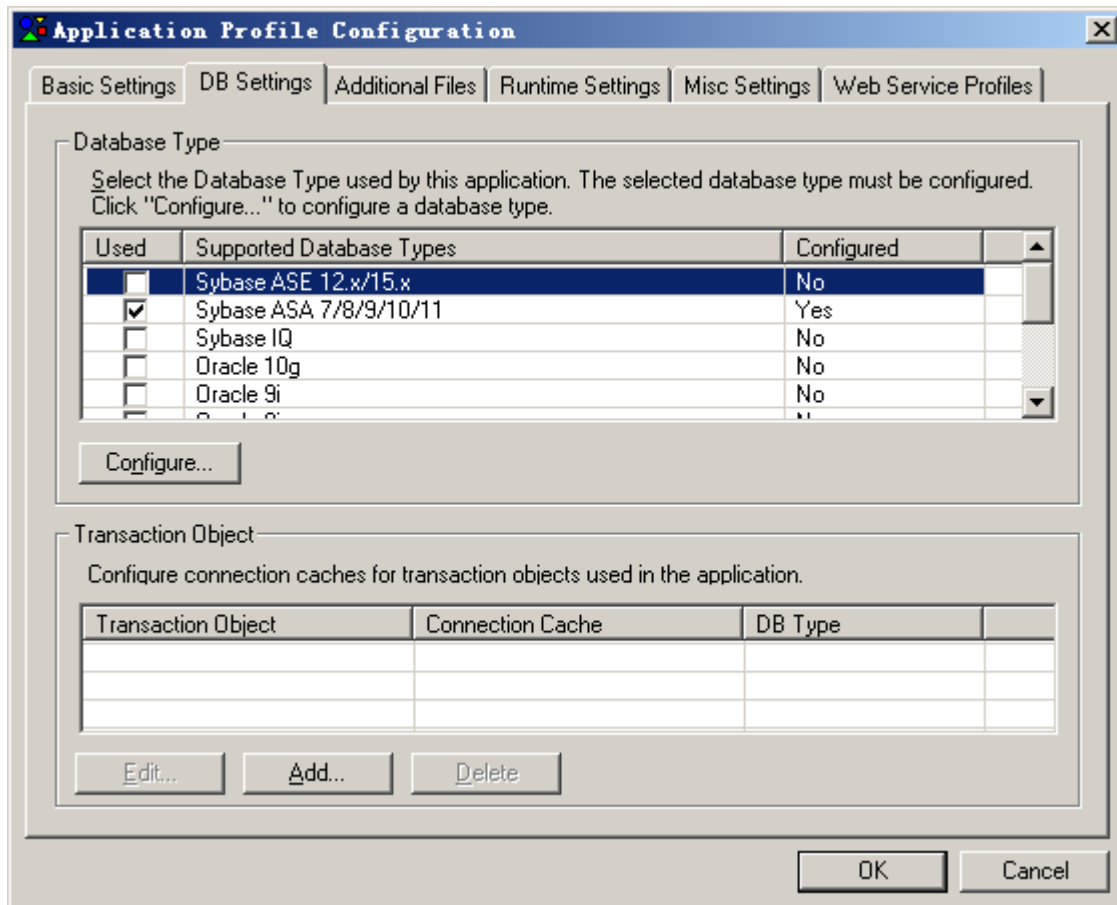 Application Profile Configuration
Basic Settings DB Settings Additional Files Runtime Settings Misc Settings Web Service Profiles
Database Type
Select the Database Type used by this application. The selected database type must be configured.
Click "Configure..." to configure a database type.
Used Supported Database Types Configured
Sybase ASE 12.x/15.x No
Sybase ASA 7/8/9/10/11 Yes
Sybase IQ No
Oracle 10g No
Oracle 9i No
Configure...
Transaction Object
Configure connection caches for transaction objects used in the application.
Transaction Object Connection Cache DB Type
Edit... Add... Delete
OK Cancel